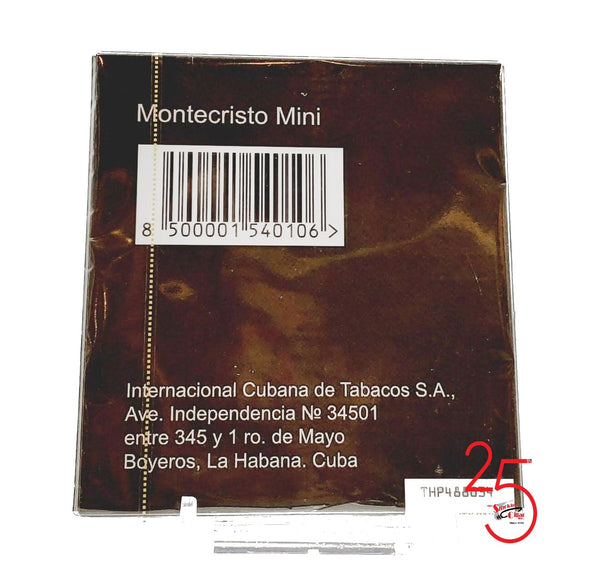 Montecristo Mini
8 500001 540106 >
Internacional Cubana de Tabacos S.A.,
Ave. Independencia № 34501
entre 345 y 1 ro. de Mayo
Boyeros, La Habana. Cuba
25